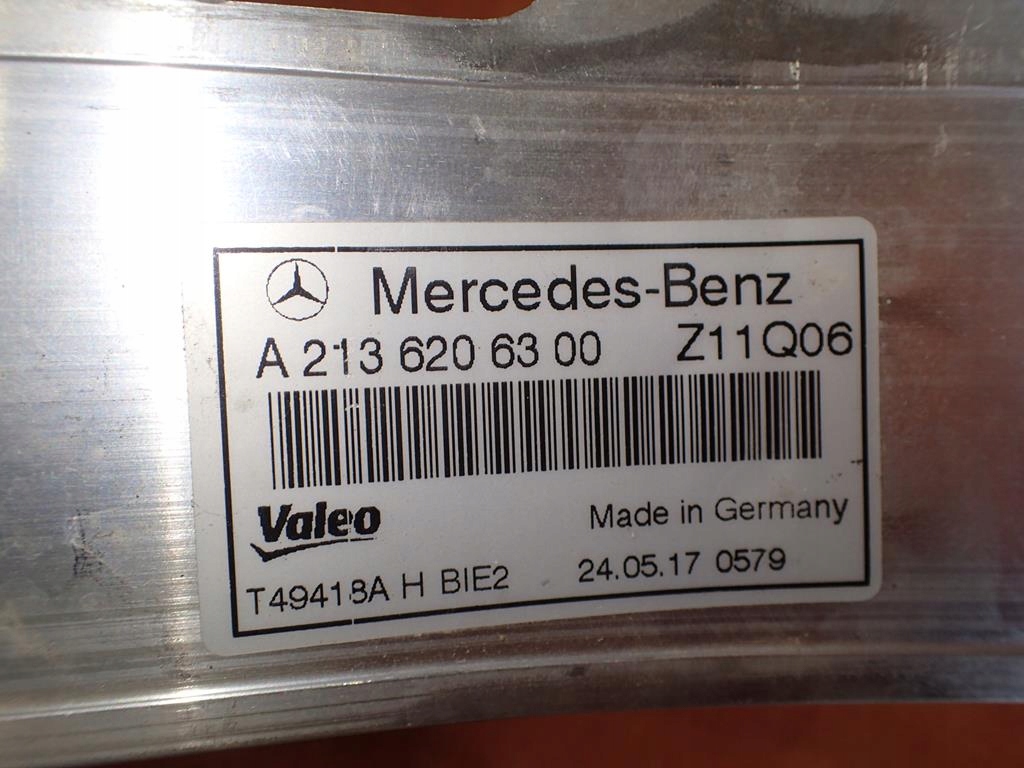 Mercedes-Benz
A 213 620 63 00 Z11Q06
Valeo
Made in Germany
T49418A H BIE2
24.05.17 0579